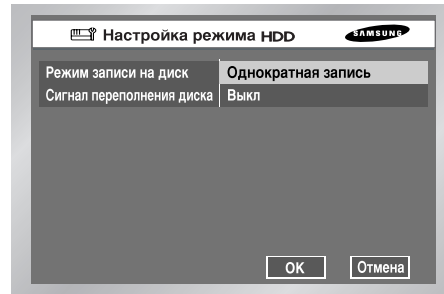 Настройка режима HDD SAMSUNG
Режим записи на диск Однократная запись
Сигнал переполнения диска Выкл
OK Отмена